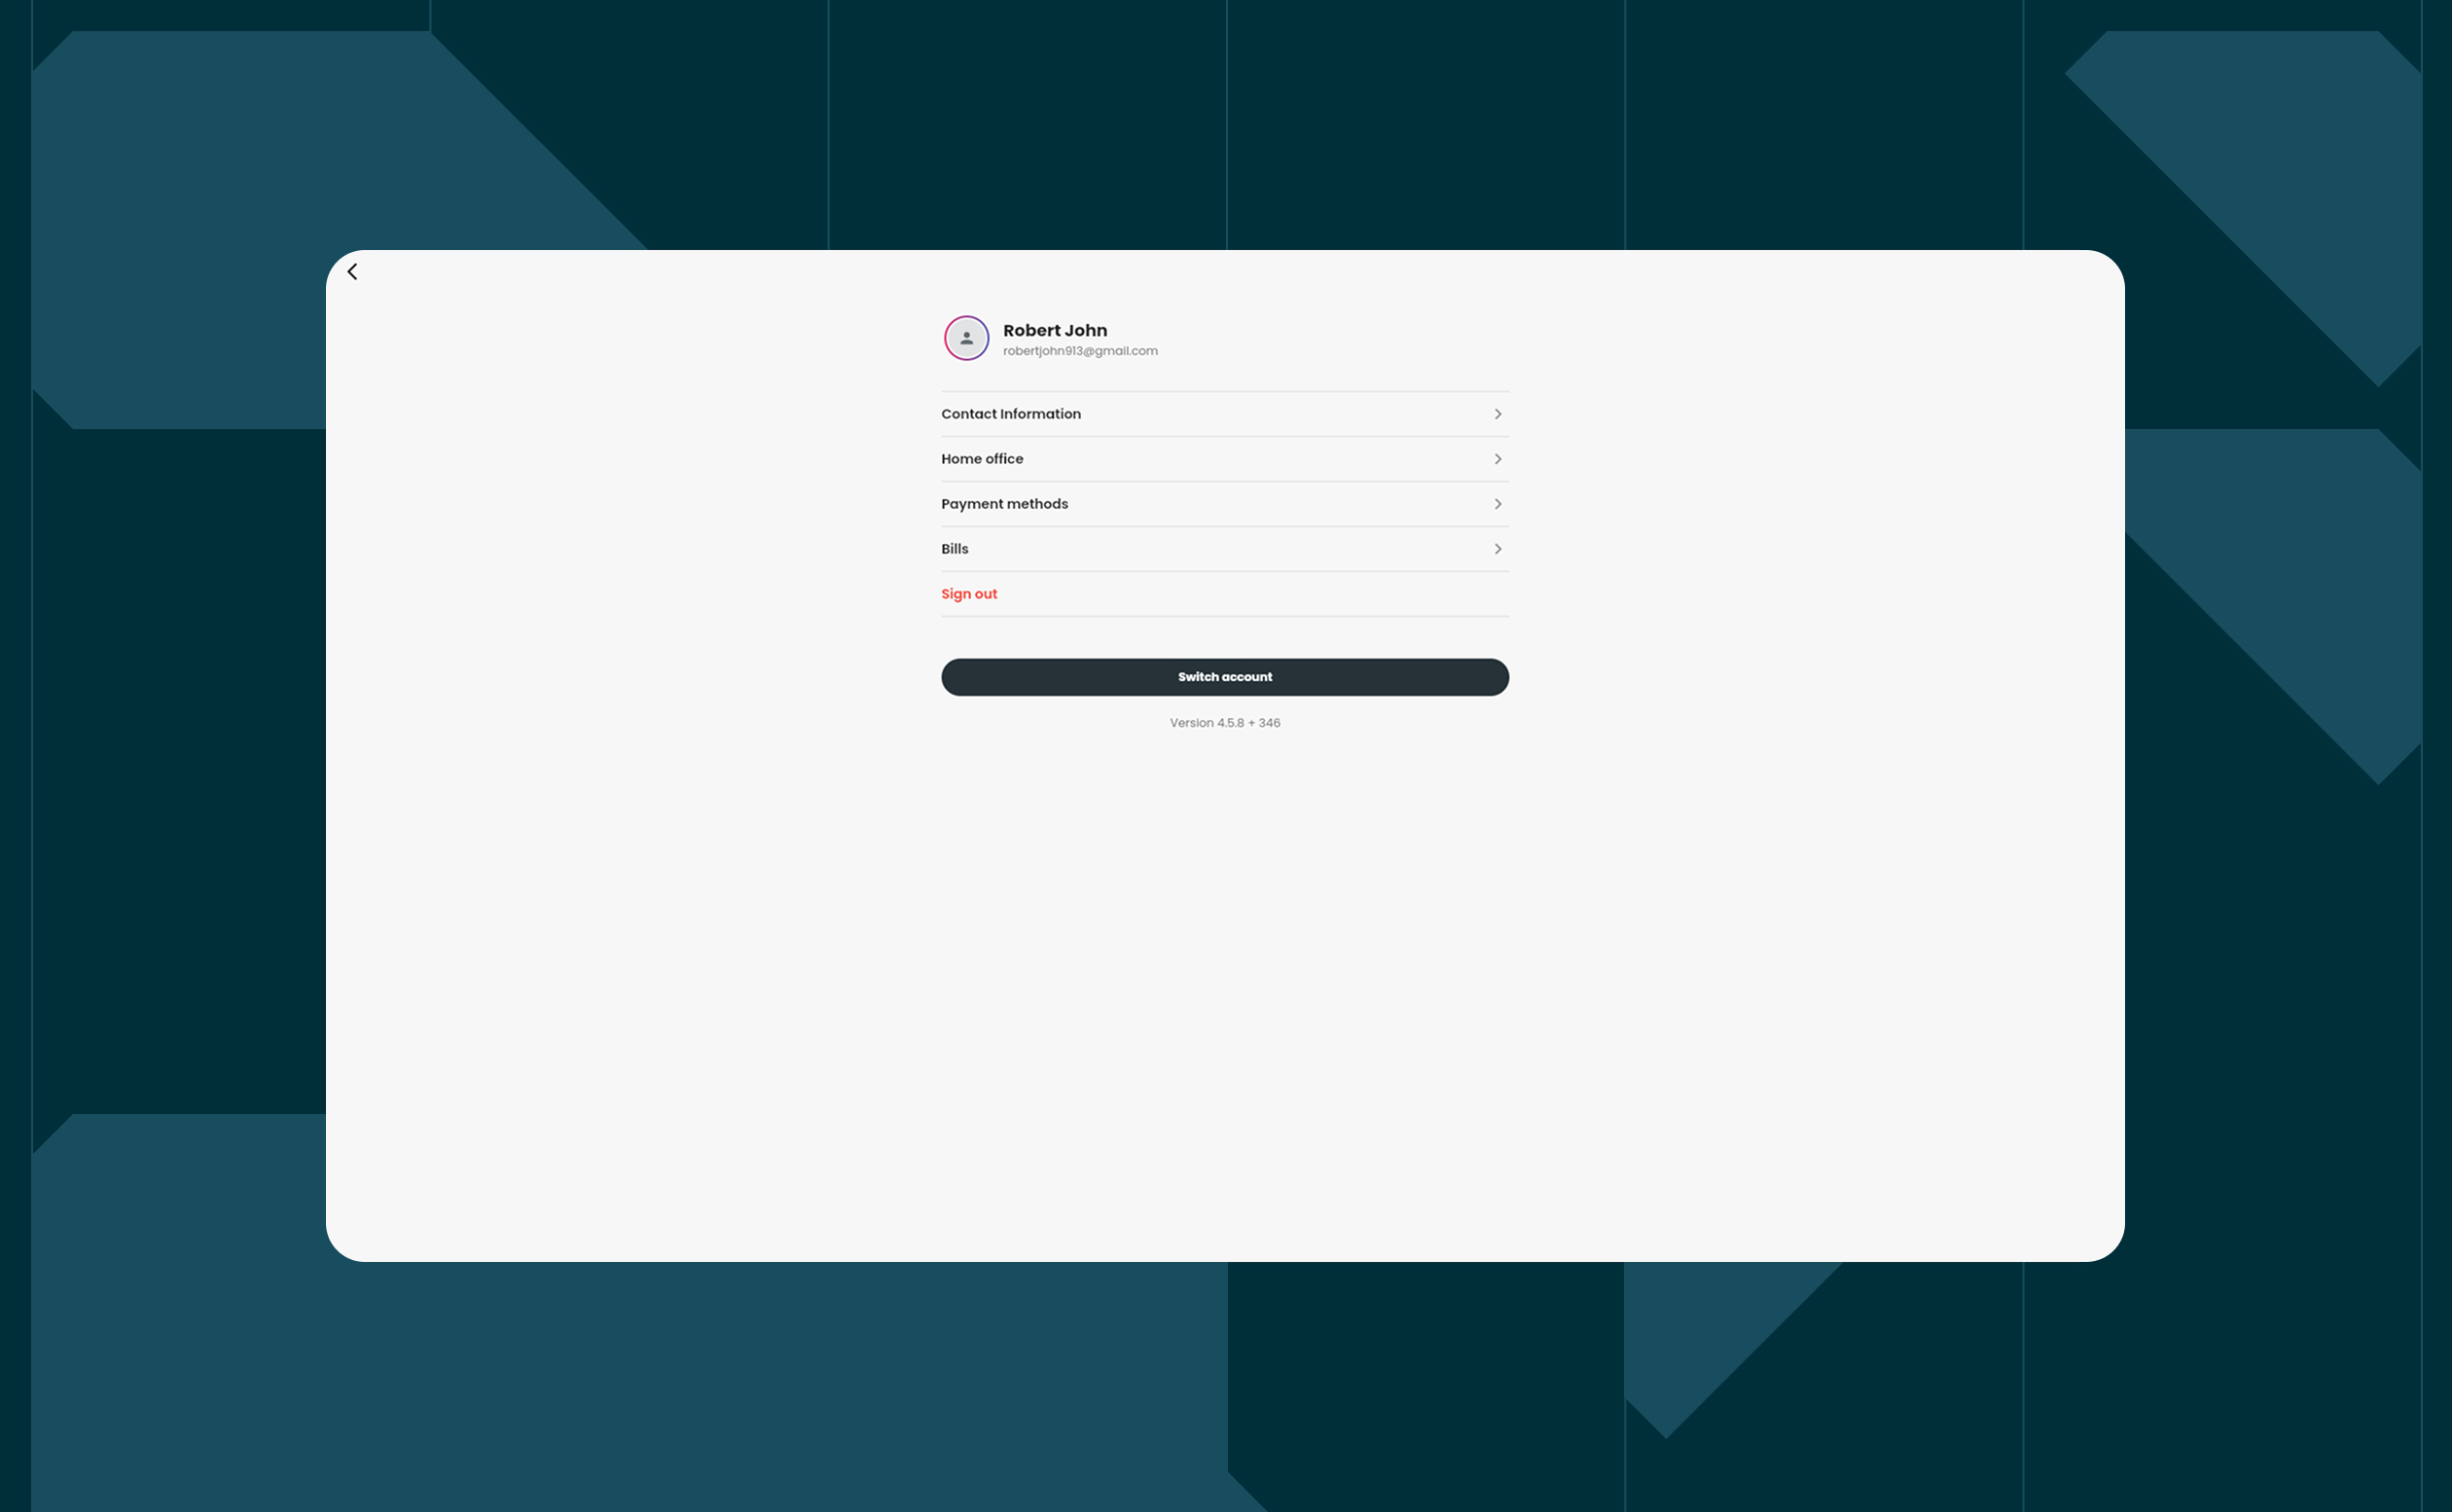 Robert John
robertjohn913@gmail.com
Contact Information
Home office
Payment methods
Bills
Sign out
Switch account
Version 4.5.8 + 346